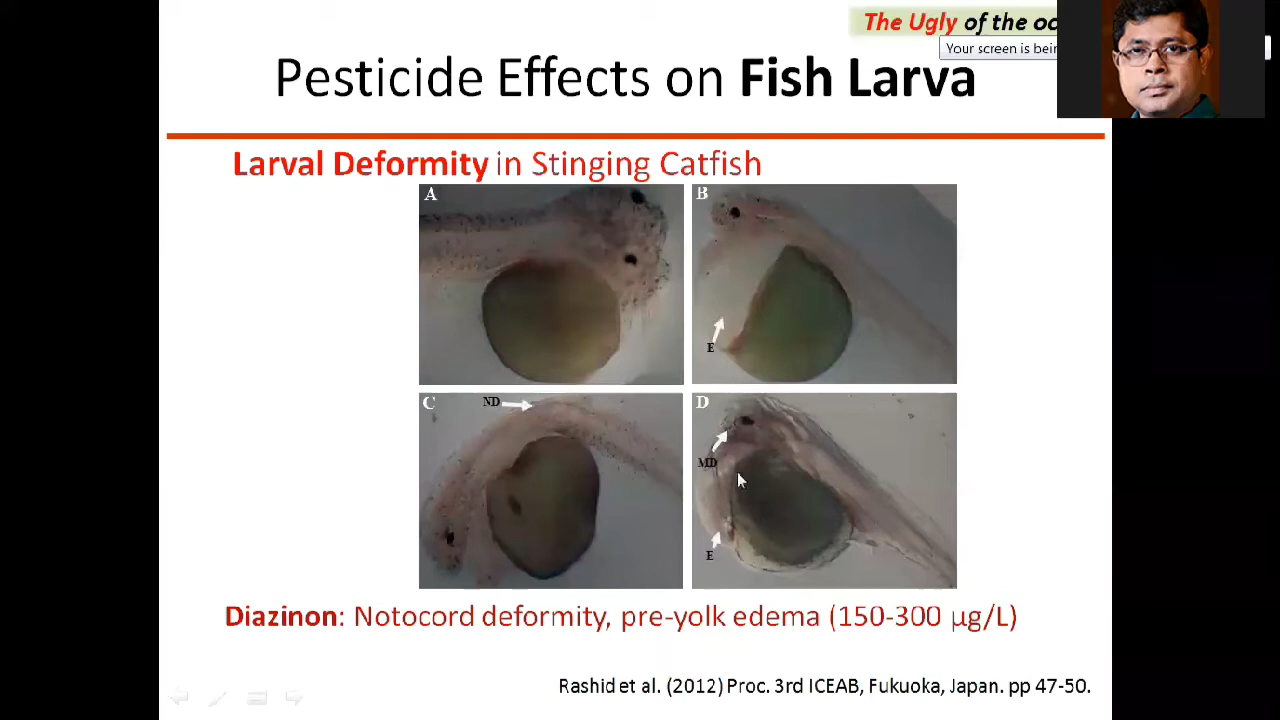 The Ugly of the oc
Your screen is bein
Pesticide Effects on Fish Larva
Larval Deformity in Stinging Catfish
A
B
E
C
ND
D
MD
E
Diazinon: Notocord deformity, pre-yolk edema (150-300 µg/L)
Rashid et al. (2012) Proc. 3rd ICEAB, Fukuoka, Japan. pp 47-50.